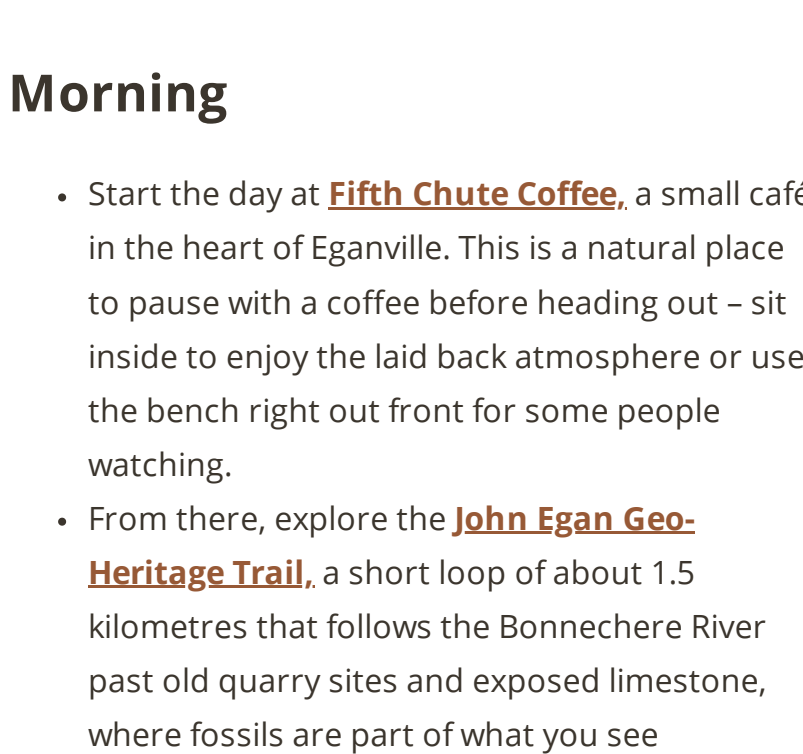 Morning
• Start the day at Fifth Chute Coffee, a small café
in the heart of Eganville. This is a natural place
to pause with a coffee before heading out – sit
inside to enjoy the laid back atmosphere or use
the bench right out front for some people
watching.
• From there, explore the John Egan Geo-
Heritage Trail, a short loop of about 1.5
kilometres that follows the Bonnechere River
past old quarry sites and exposed limestone,
where fossils are part of what you see